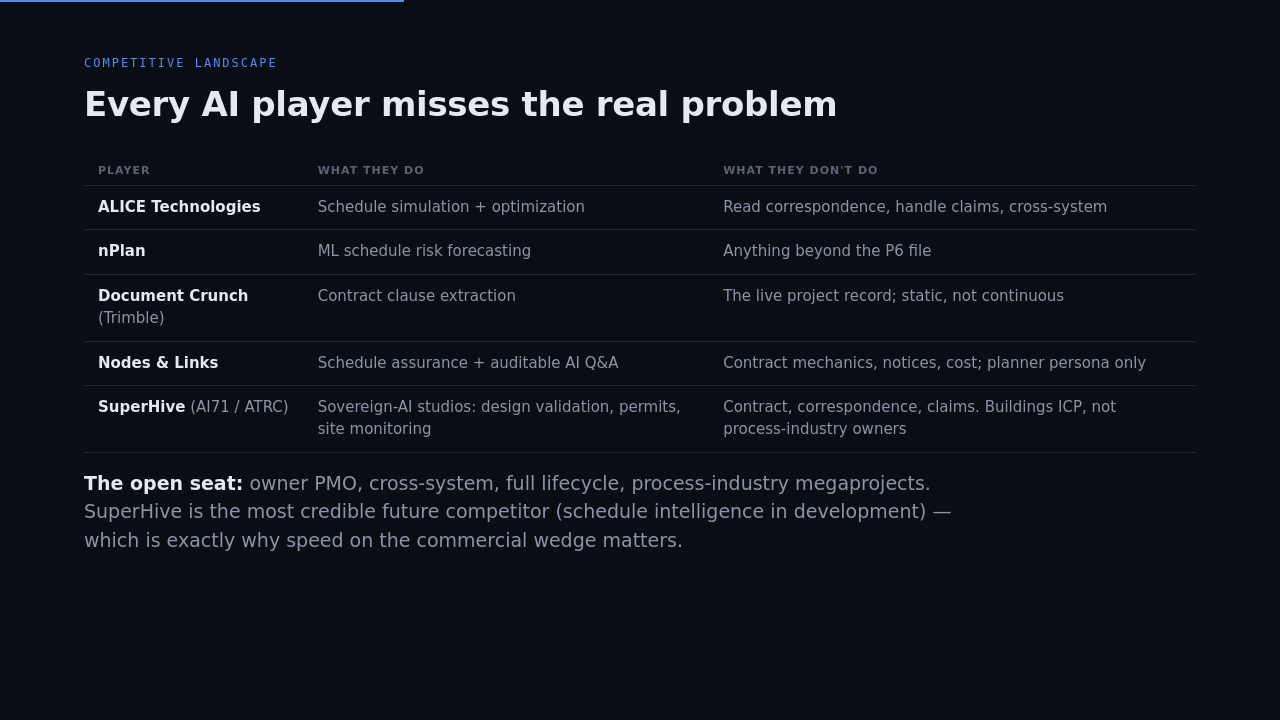 COMPETITIVE LANDSCAPE
Every AI player misses the real problem
PLAYER WHAT THEY DO WHAT THEY DON'T DO
ALICE Technologies Schedule simulation + optimization Read correspondence, handle claims, cross-system
nPlan ML schedule risk forecasting Anything beyond the P6 file
Document Crunch Contract clause extraction The live project record; static, not continuous
(Trimble)
Nodes & Links Schedule assurance + auditable AI Q&A Contract mechanics, notices, cost; planner persona only
SuperHive (AI71 / ATRC) Sovereign-AI studios: design validation, permits, Contract, correspondence, claims. Buildings ICP, not
site monitoring process-industry owners
The open seat: owner PMO, cross-system, full lifecycle, process-industry megaprojects.
SuperHive is the most credible future competitor (schedule intelligence in development) —
which is exactly why speed on the commercial wedge matters.